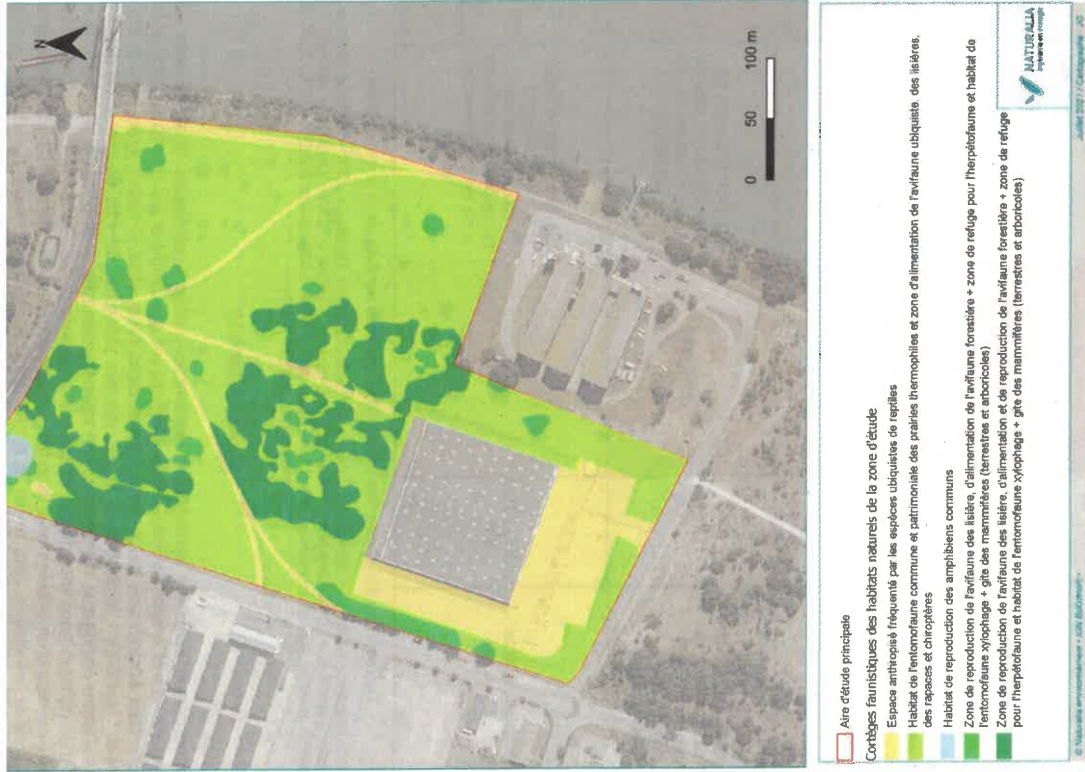 N
0 50 100 m
Aire d'étude principale
Cortèges faunistiques des habitats naturels de la zone d'étude
Espace anthropisé fréquenté par les espèces ubiquistes de reptiles
Habitat de l'entomofaune commune et patrimoniale des prairies thermophiles et zone d'alimentation de l'avifaune ubiquiste, des lisières,
des rapaces et chiroptères
Habitat de reproduction des amphibiens communs
Zone de reproduction de l'avifaune des lisière, d'alimentation de l'avifaune forestière + zone de refuge pour l'herpétofaune et habitat de
l'entomofaune xylophage + gîte des mammifères (terrestres et arboricoles)
Zone de reproduction de l'avifaune des lisière, d'alimentation et de reproduction de l'avifaune forestière + zone de refuge
pour l'herpétofaune et habitat de l'entomofaune xylophage + gîte des mammifères (terrestres et arboricoles)
NATURALIA
© Naturalia environnement